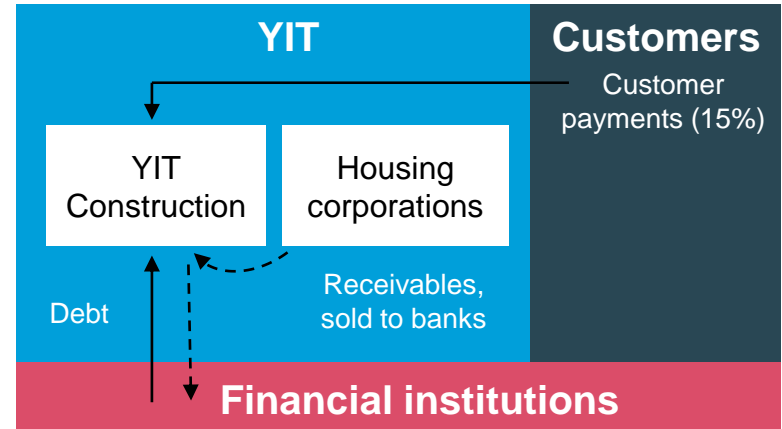 YIT
Customers
Customer
payments (15%)
YIT
Construction
Housing
corporations
Debt
Receivables,
sold to banks
Financial institutions